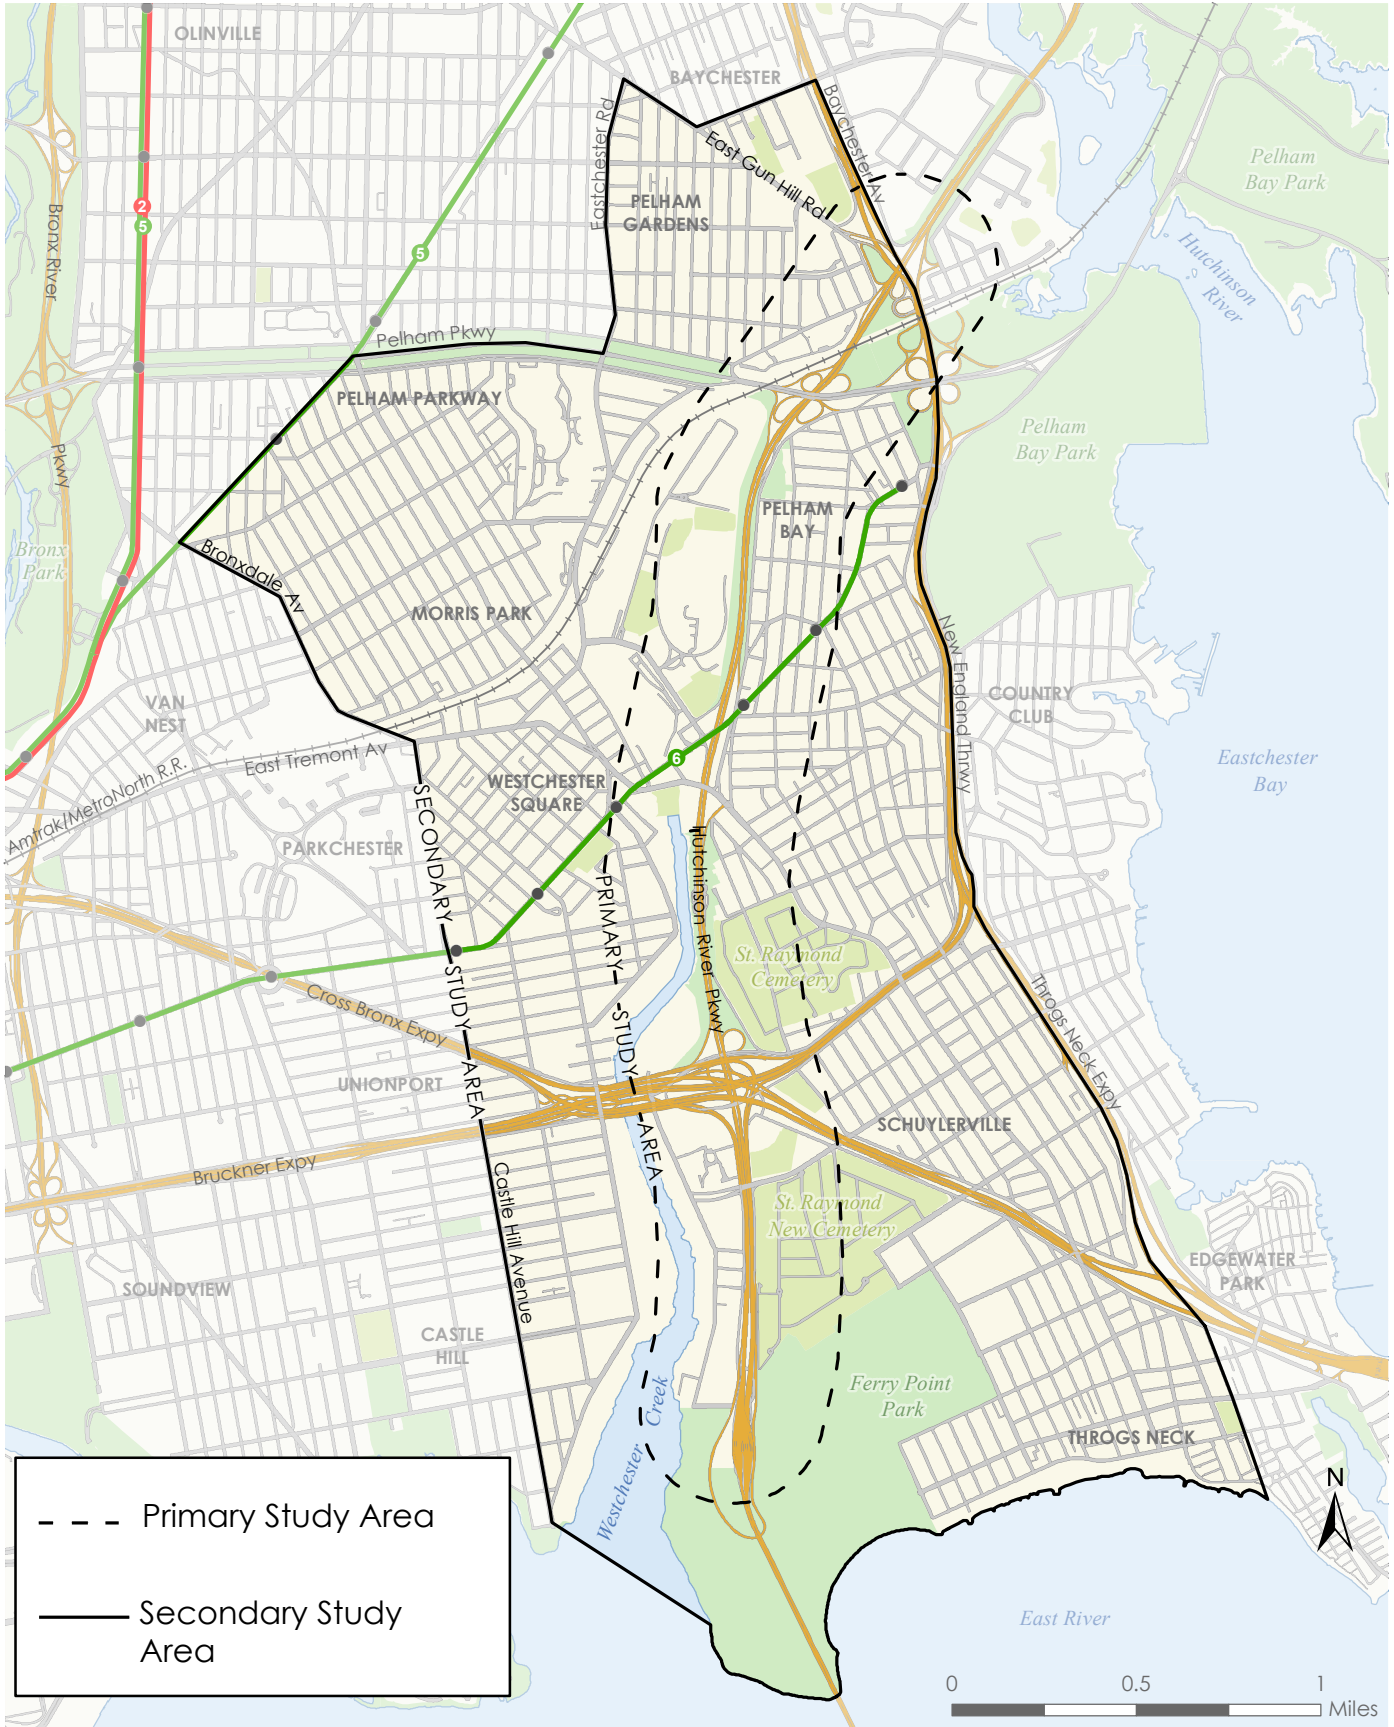 OLINVILLE
BAYCHESTER
Eastchester Rd
Baychester Av
East Gun Hill Rd
Pelham
Bay Park
PELHAM
GARDENS
2
5
5
Bronx River
Hutchinson
River
Pelham Pkwy
PELHAM PARKWAY
Pelham
Bay Park
Pkwy
PELHAM
BAY
Bronx
Park
Bronxdale Av
MORRIS PARK
New England Thrwy
VAN
NEST
COUNTRY
CLUB
East Tremont Av
Amtrak/MetroNorth R.R.
6
Eastchester
Bay
WESTCHESTER
SQUARE
SECONDARY
STUDY
AREA
PARKCHESTER
Hutchinson River Pkwy
PRIMARY
STUDY
AREA
St. Raymond
Cemetery
Cross Bronx Expy
Throgs Neck Expy
UNIONPORT
SCHUYLERVILLE
Bruckner Expy
Castle Hill Avenue
St. Raymond
New Cemetery
EDGEWATER
PARK
SOUNDVIEW
CASTLE
HILL
Ferry Point
Park
Westchester
Creek
THROGS NECK
N
Primary Study Area
Secondary Study
Area
East River
0 0.5 1
Miles